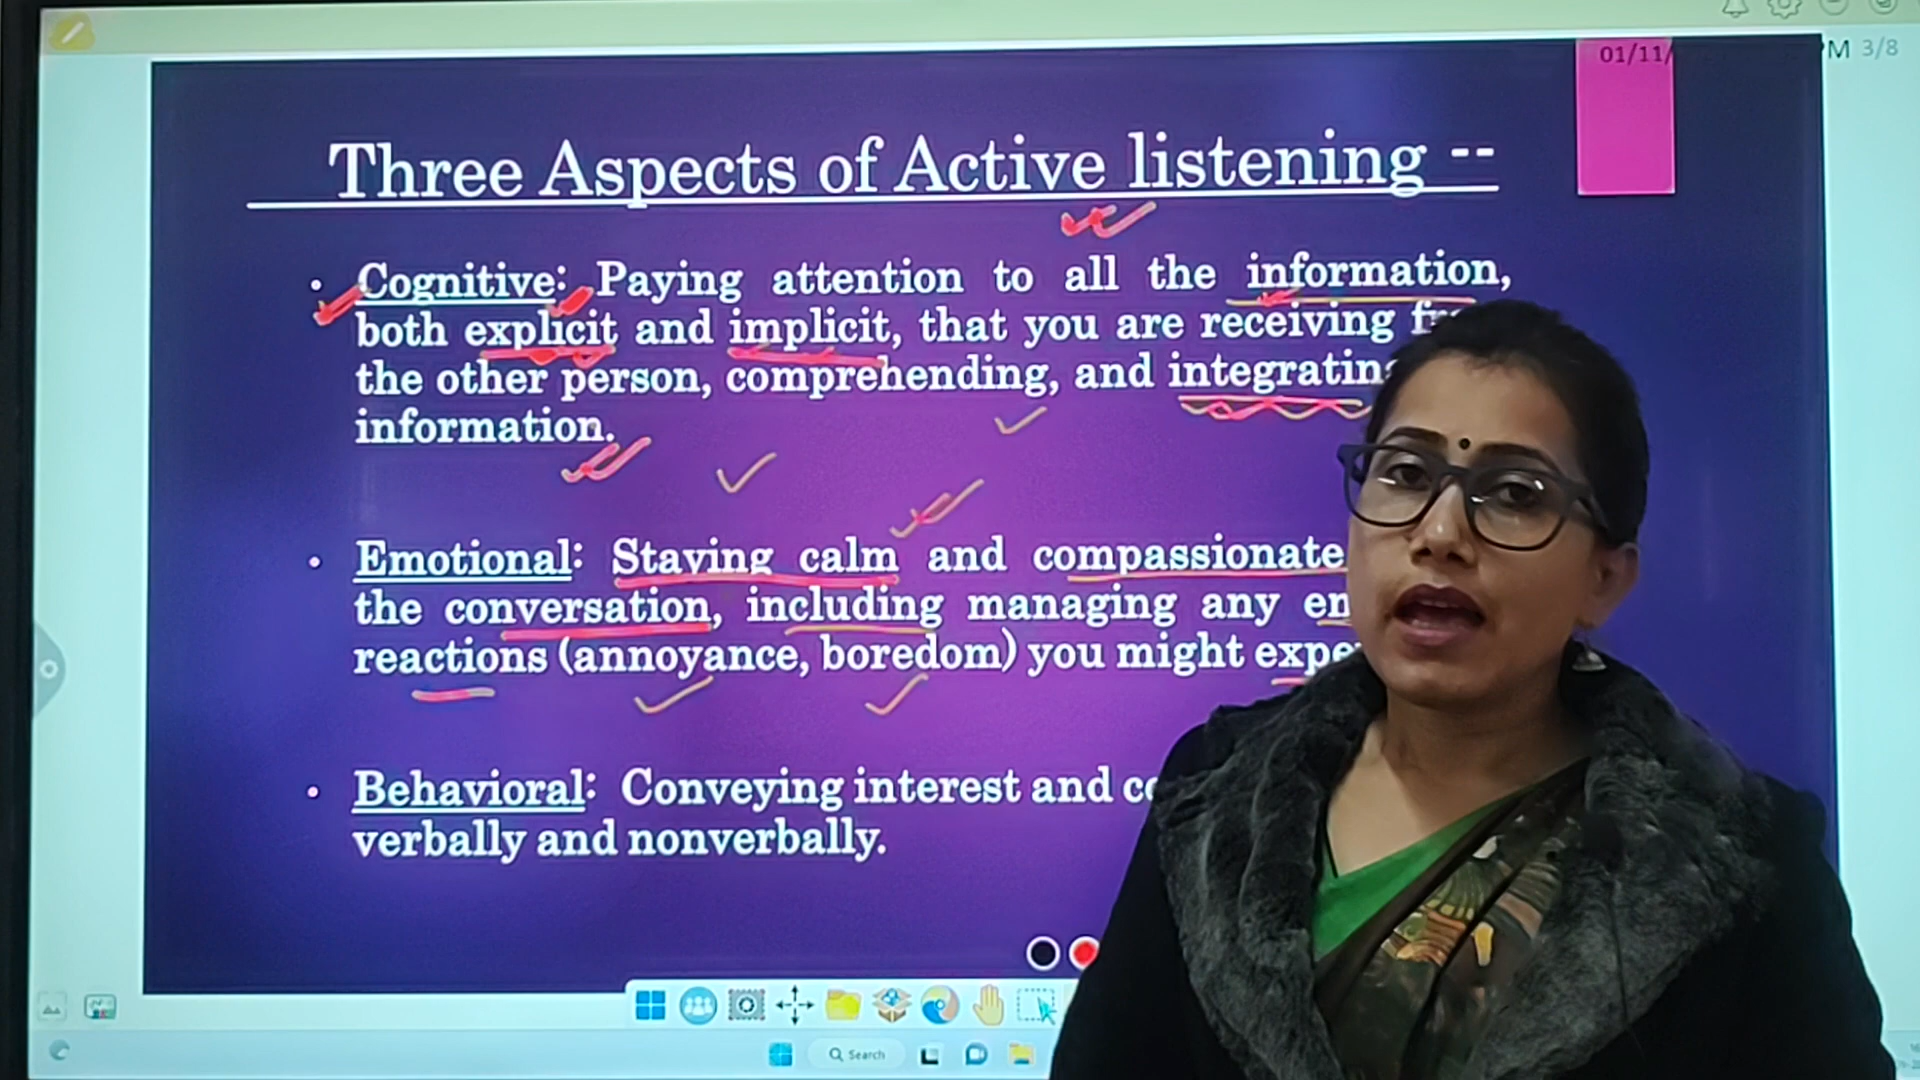 01/11/
PM 3/8
Three Aspects of Active listening --
• Cognitive: Paying attention to all the information,
both explicit and implicit, that you are receiving
the other person, comprehending, and
information.
• Emotional: Staying calm and compassionate
the conversation, including managing any
reactions (annoyance, boredom) you might
• Behavioral: Conveying interest and
verbally and nonverbally.
Search